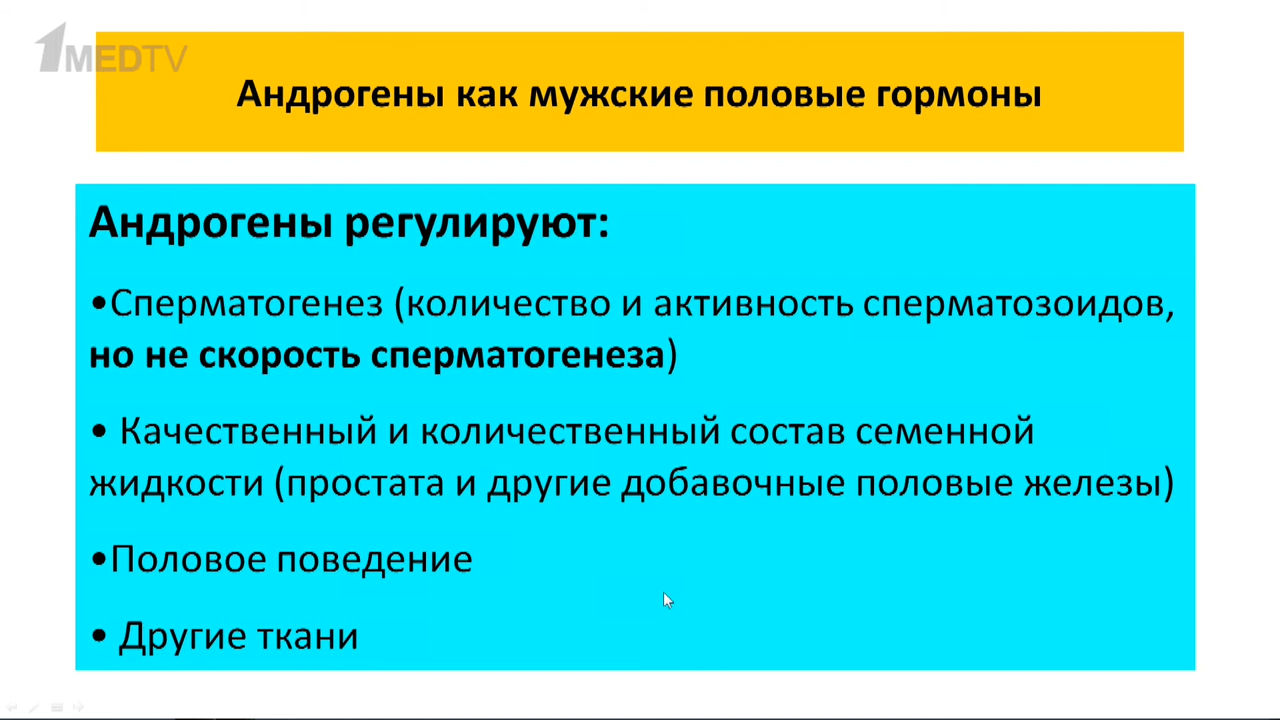 1MEDTV
Андрогены как мужские половые гормоны
Андрогены регулируют:
•Сперматогенез (количество и активность сперматозоидов,
но не скорость сперматогенеза)
• Качественный и количественный состав семенной
жидкости (простата и другие добавочные половые железы)
•Половое поведение
• Другие ткани